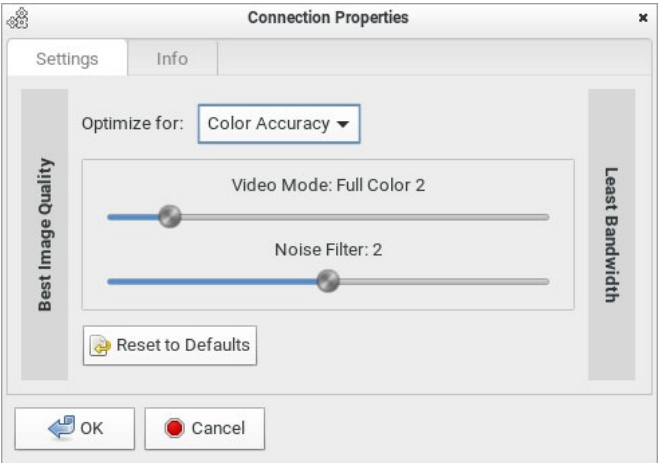 Connection Properties
Settings
Info
Best Image Quality
Optimize for:
Color Accuracy
Video Mode: Full Color 2
Noise Filter: 2
Reset to Defaults
Least Bandwidth
OK
Cancel